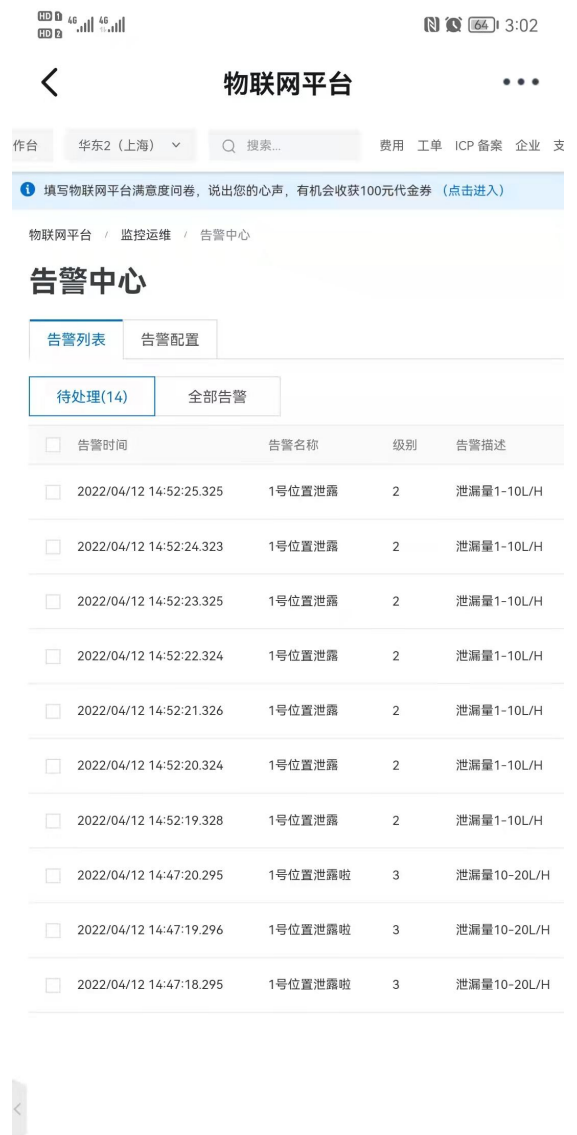 HD 1 4G 4G 64 3:02
HD 2
物联网平台
作台 华东2（上海） 搜索... 费用 工单 ICP 备案 企业 支
填写物联网平台满意度问卷，说出您的心声，有机会收获100元代金券 （点击进入）
物联网平台 / 监控运维 / 告警中心
告警中心
告警列表 告警配置
待处理(14) 全部告警
告警时间 告警名称 级别 告警描述
2022/04/12 14:52:25.325 1号位置泄露 2 泄漏量1-10L/H
2022/04/12 14:52:24.323 1号位置泄露 2 泄漏量1-10L/H
2022/04/12 14:52:23.325 1号位置泄露 2 泄漏量1-10L/H
2022/04/12 14:52:22.324 1号位置泄露 2 泄漏量1-10L/H
2022/04/12 14:52:21.326 1号位置泄露 2 泄漏量1-10L/H
2022/04/12 14:52:20.324 1号位置泄露 2 泄漏量1-10L/H
2022/04/12 14:52:19.328 1号位置泄露 2 泄漏量1-10L/H
2022/04/12 14:47:20.295 1号位置泄露啦 3 泄漏量10-20L/H
2022/04/12 14:47:19.296 1号位置泄露啦 3 泄漏量10-20L/H
2022/04/12 14:47:18.295 1号位置泄露啦 3 泄漏量10-20L/H